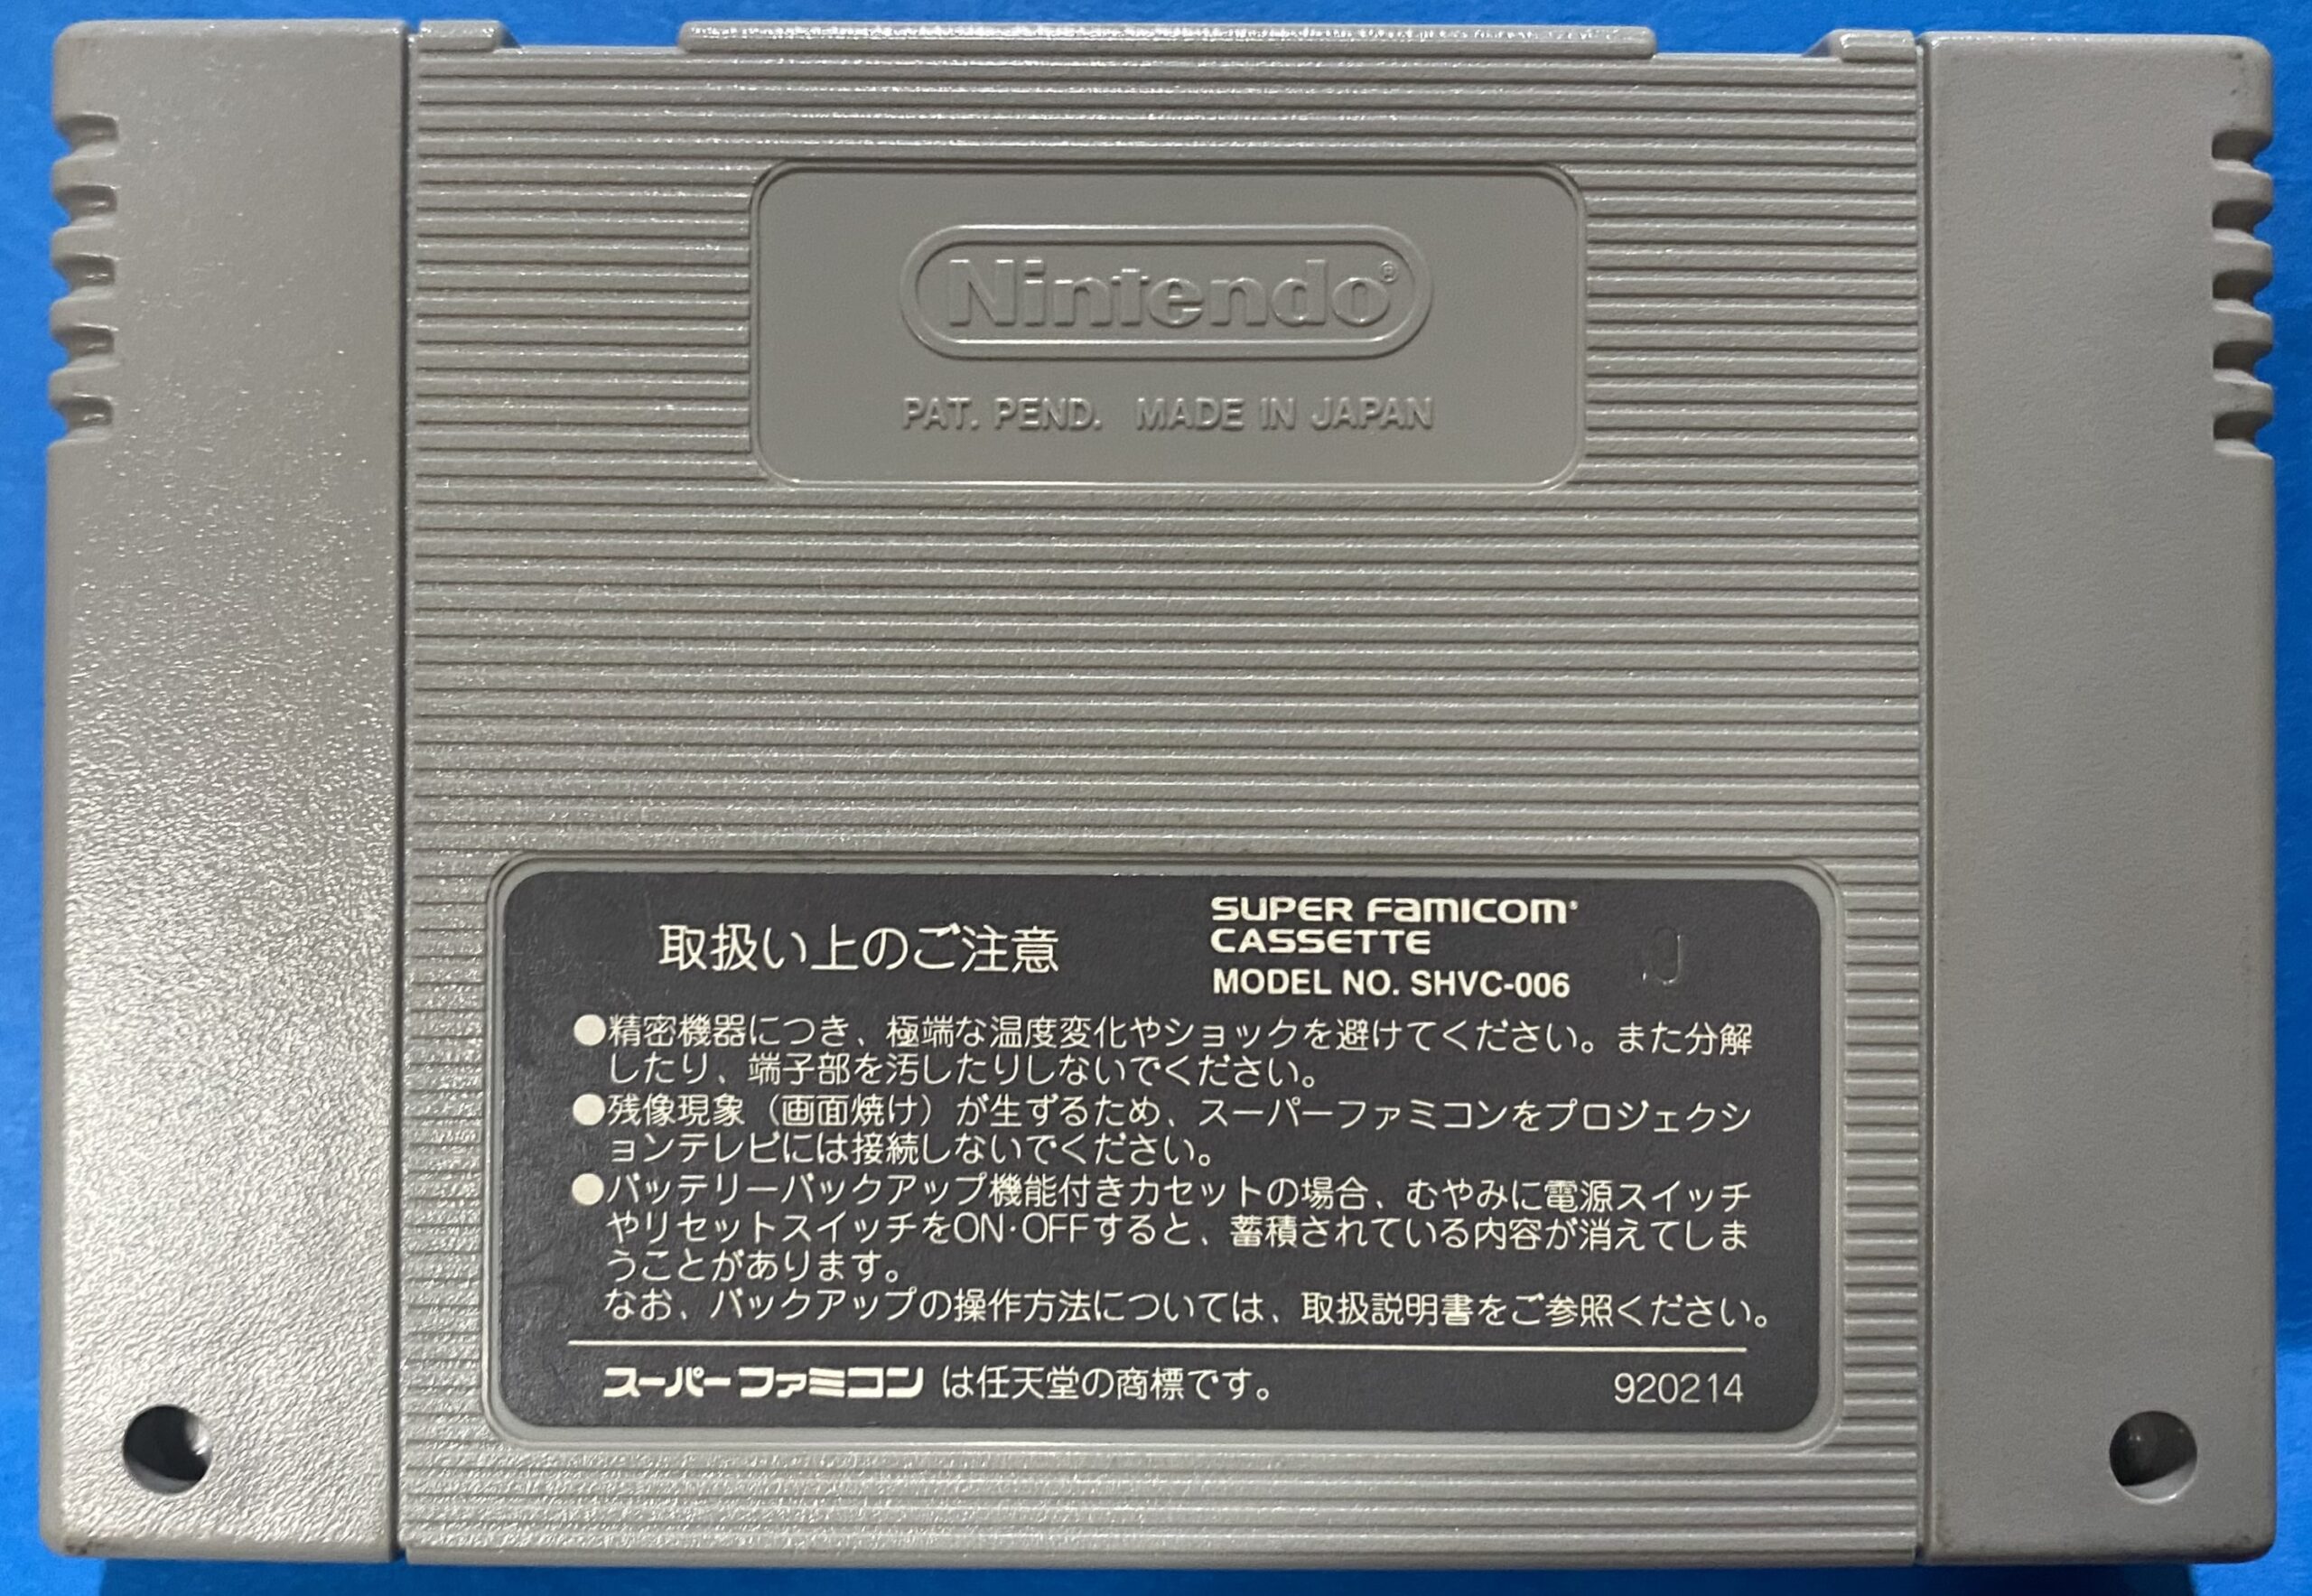 Nintendo®
PAT. PEND. MADE IN JAPAN
取扱い上のご注意
SUPER FAMICOM
CASSETTE
MODEL NO. SHVC-006
●精密機器につき、極端な温度変化やショックを避けてください。また分解
したり、端子部を汚したりしないでください。
●残像現象（画面焼け）が生ずるため、スーパーファミコンをプロジェクシ
ョンテレビには接続しないでください。
●バッテリーバックアップ機能付きカセットの場合、むやみに電源スイッチ
やリセットスイッチをON・OFFすると、蓄積されている内容が消えてしま
うことがあります。
なお、バックアップの操作方法については、取扱説明書をご参照ください。
スーパーファミコン は任天堂の商標です。
920214